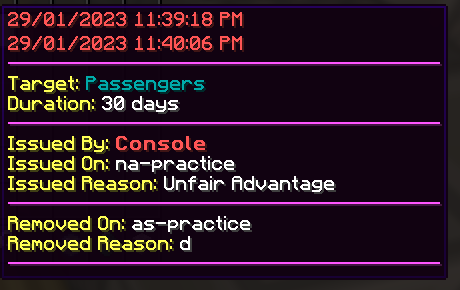 29/01/2023 11:39:18 PM
29/01/2023 11:40:06 PM
Target: Passengers
Duration: 30 days
Issued By: Console
Issued On: na-practice
Issued Reason: Unfair Advantage
Removed On: as-practice
Removed Reason: d